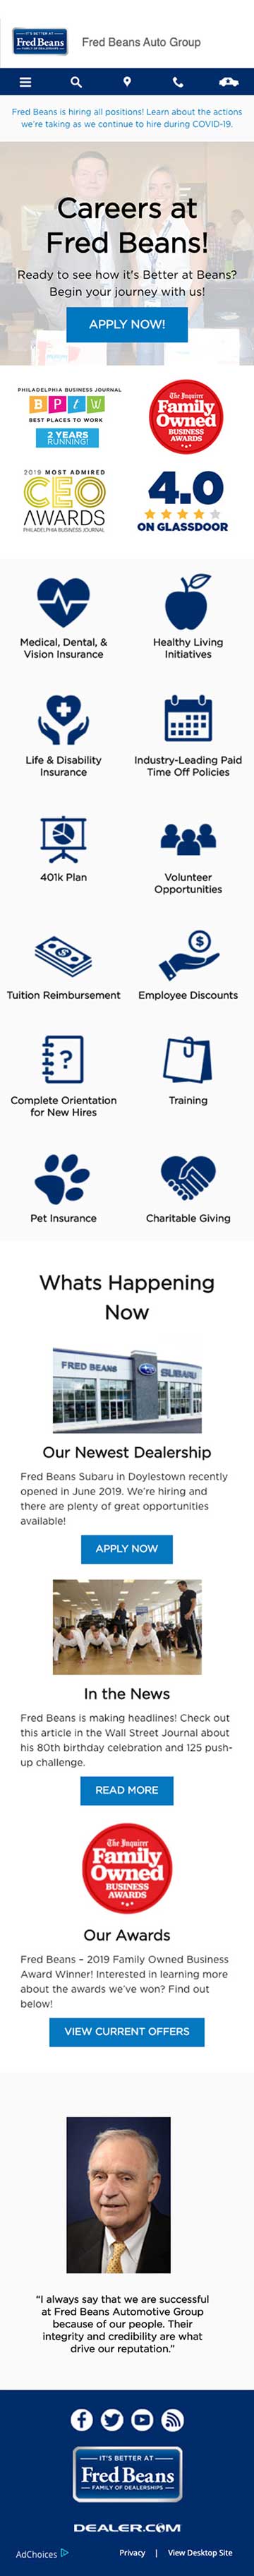 IT'S BETTER AT
Fred Beans
FAMILY OF DEALERSHIPS
Fred Beans Auto Group
Fred Beans is hiring all positions! Learn about the actions
we're taking as we continue to hire during COVID-19.
Careers at
Fred Beans!
Ready to see how it's Better at Beans?
Begin your journey with us!
APPLY NOW!
PHILADELPHIA BUSINESS JOURNAL
BPTW
BEST PLACES TO WORK
2 YEARS
RUNNING!
The Inquirer
Family
Owned
BUSINESS
AWARDS
2019 MOST ADMIRED
CEO
AWARDS
PHILADELPHIA BUSINESS JOURNAL
4.0
ON GLASSDOOR
Medical, Dental, &
Vision Insurance
Healthy Living
Initiatives
Life & Disability
Insurance
Industry-Leading Paid
Time Off Policies
401k Plan
Volunteer
Opportunities
Tuition Reimbursement
Employee Discounts
Complete Orientation
for New Hires
Training
Pet Insurance
Charitable Giving
Whats Happening
Now
FRED BEANS
SUBARU
Our Newest Dealership
Fred Beans Subaru in Doylestown recently
opened in June 2019. We're hiring and
there are plenty of great opportunities
available!
APPLY NOW
In the News
Fred Beans is making headlines! Check out
this article in the Wall Street Journal about
his 80th birthday celebration and 125 push-
up challenge.
READ MORE
The Inquirer
Family
Owned
BUSINESS
AWARDS
Our Awards
Fred Beans – 2019 Family Owned Business
Award Winner! Interested in learning more
about the awards we've won? Find out
below!
VIEW CURRENT OFFERS
"I always say that we are successful
at Fred Beans Automotive Group
because of our people. Their
integrity and credibility are what
drive our reputation."
IT'S BETTER AT
Fred Beans
FAMILY OF DEALERSHIPS
DEALER.COM
AdChoices
Privacy | View Desktop Site